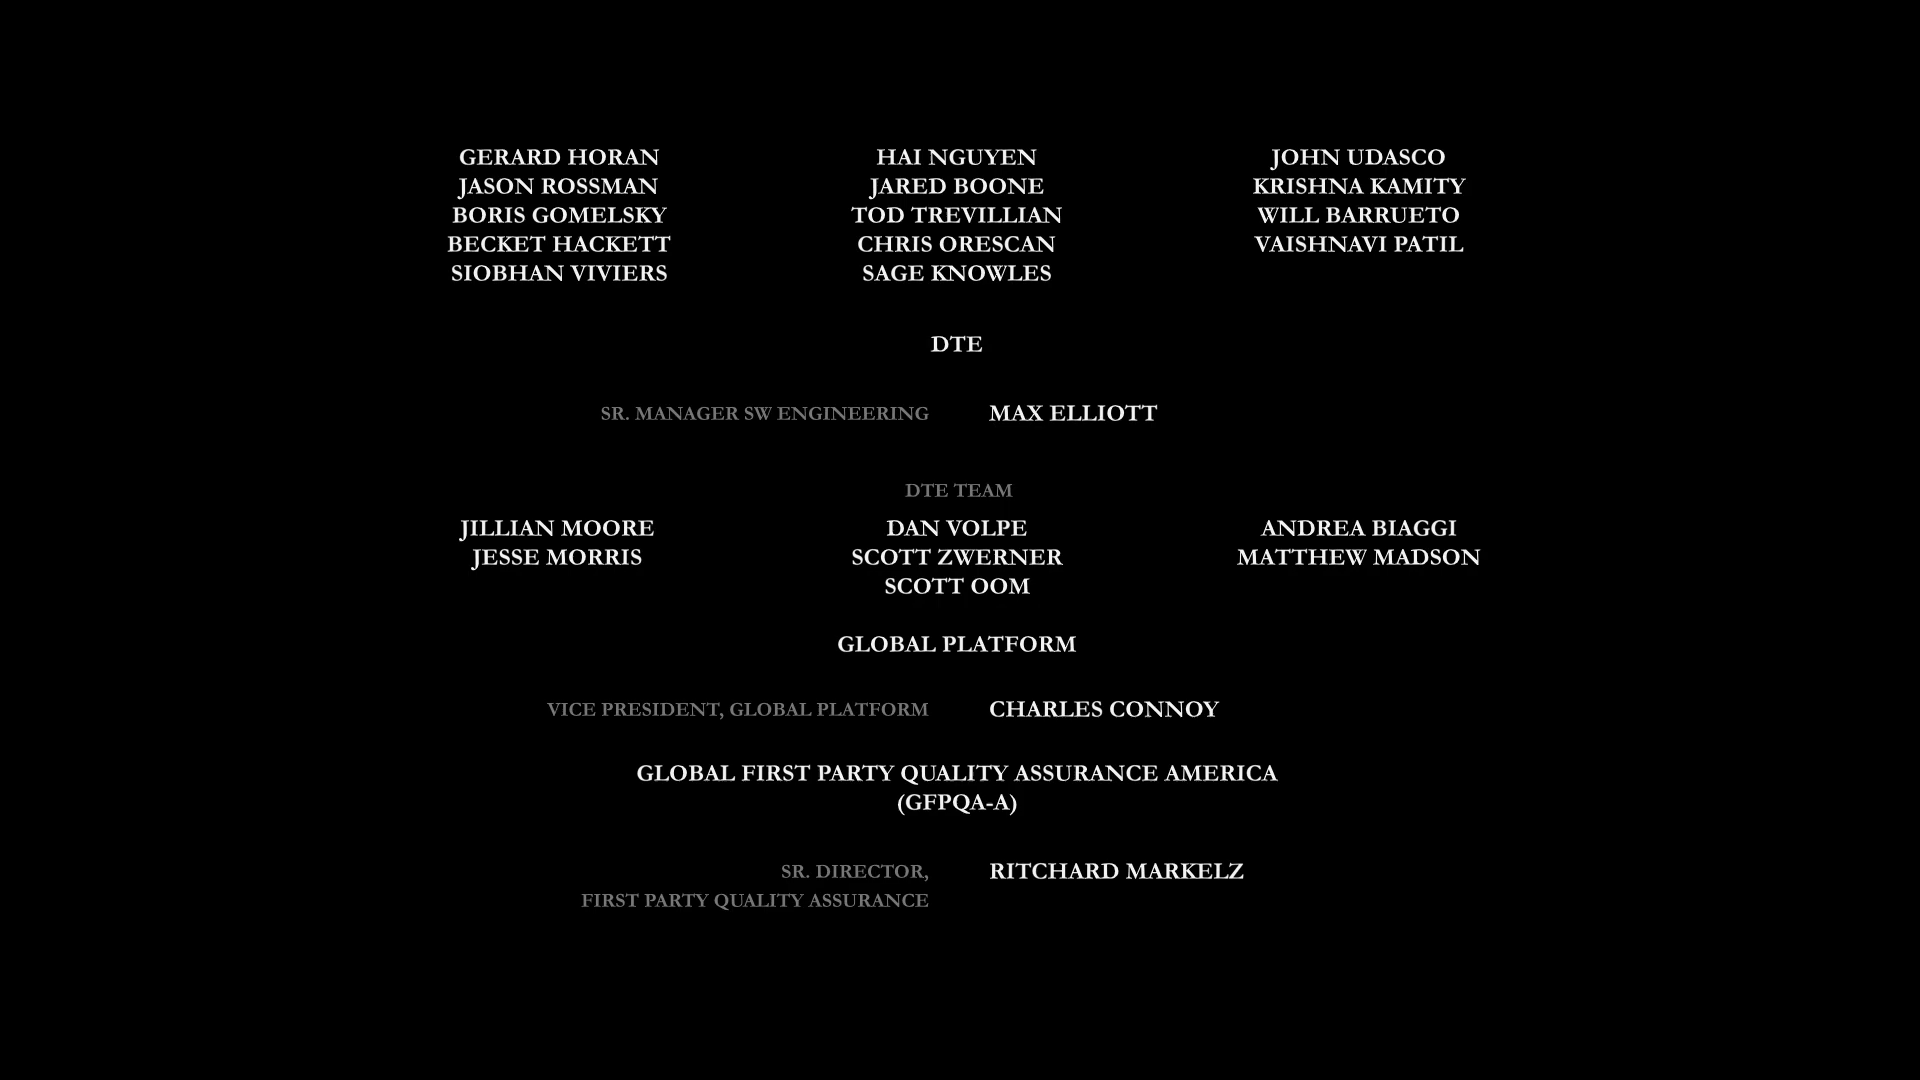 GERARD HORAN HAI NGUYEN JOHN UDASCO
JASON ROSSMAN JARED BOONE KRISHNA KAMITY
BORIS GOMELSKY TOD TREVILLIAN WILL BARRUETO
BECKET HACKETT CHRIS ORESCAN VAISHNAVI PATIL
SIOBHAN VIVIERS SAGE KNOWLES
DTE
SR. MANAGER SW ENGINEERING MAX ELLIOTT
DTE TEAM
JILLIAN MOORE DAN VOLPE ANDREA BIAGGI
JESSE MORRIS SCOTT ZWERNER MATTHEW MADSON
SCOTT OOM
GLOBAL PLATFORM
VICE PRESIDENT, GLOBAL PLATFORM CHARLES CONNOY
GLOBAL FIRST PARTY QUALITY ASSURANCE AMERICA
(GFPQA-A)
SR. DIRECTOR, RITCHARD MARKELZ
FIRST PARTY QUALITY ASSURANCE